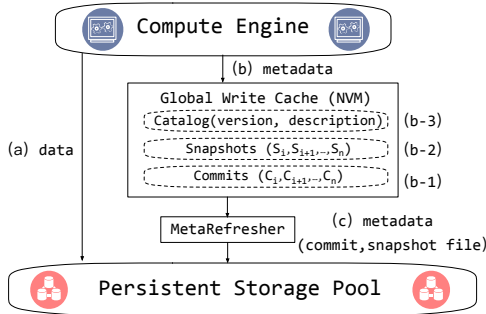 Compute Engine
(b) metadata
Global Write Cache (NVM)
Catalog(version, description)
(b-3)
(a) data
Snapshots (Si,Si+1,…,Sn)
(b-2)
Commits (Ci,Ci+1,…,Cn)
(b-1)
MetaRefresher
(c) metadata
(commit,snapshot file)
Persistent Storage Pool